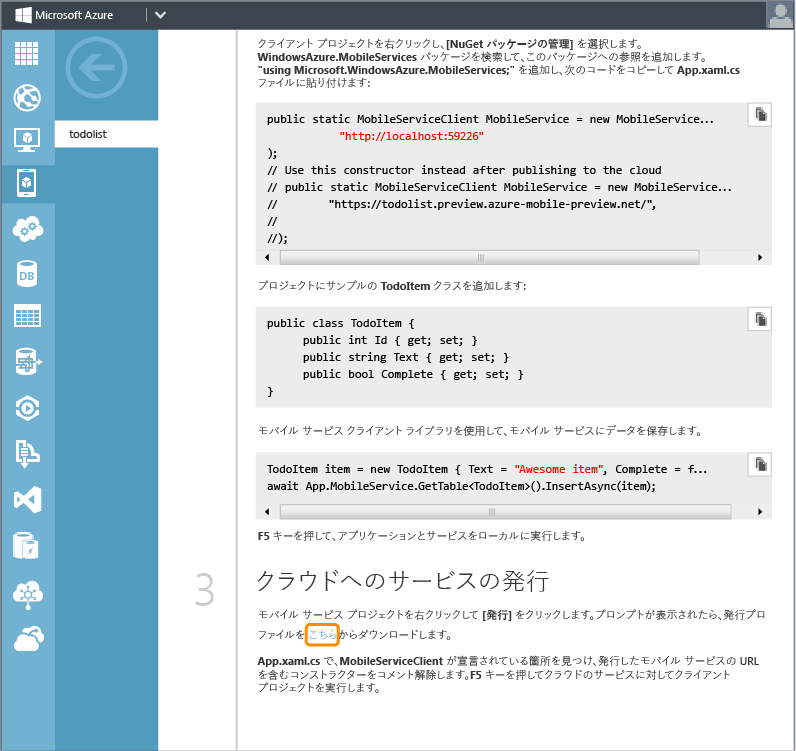 Microsoft Azure
todolist
DB
クライアント プロジェクトを右クリックし、[NuGet パッケージの管理] を選択します。
WindowsAzure.MobileServices パッケージを検索して、このパッケージへの参照を追加します。
"using Microsoft.WindowsAzure.MobileServices;" を追加し、次のコードをコピーして App.xaml.cs
ファイルに貼り付けます:
public static MobileServiceClient MobileService = new MobileService...
"http://localhost:59226"
);
// Use this constructor instead after publishing to the cloud
// public static MobileServiceClient MobileService = new MobileService...
// "https://todolist.preview.azure-mobile-preview.net/",
//
//);
プロジェクトにサンプルの TodoItem クラスを追加します:
public class TodoItem {
public int Id { get; set; }
public string Text { get; set; }
public bool Complete { get; set; }
}
モバイル サービス クライアント ライブラリを使用して、モバイル サービスにデータを保存します。
TodoItem item = new TodoItem { Text = "Awesome item", Complete = f...
await App.MobileService.GetTable<TodoItem>().InsertAsync(item);
F5 キーを押して、アプリケーションとサービスをローカルに実行します。
3 クラウドへのサービスの発行
モバイル サービス プロジェクトを右クリックして [発行] をクリックします。プロンプトが表示されたら、発行プロ
ファイルをこちらからダウンロードします。
App.xaml.cs で、MobileServiceClient が宣言されている箇所を見つけ、発行したモバイル サービスの URL
を含むコンストラクターをコメント解除します。F5 キーを押してクラウドのサービスに対してクライアント
プロジェクトを実行します。